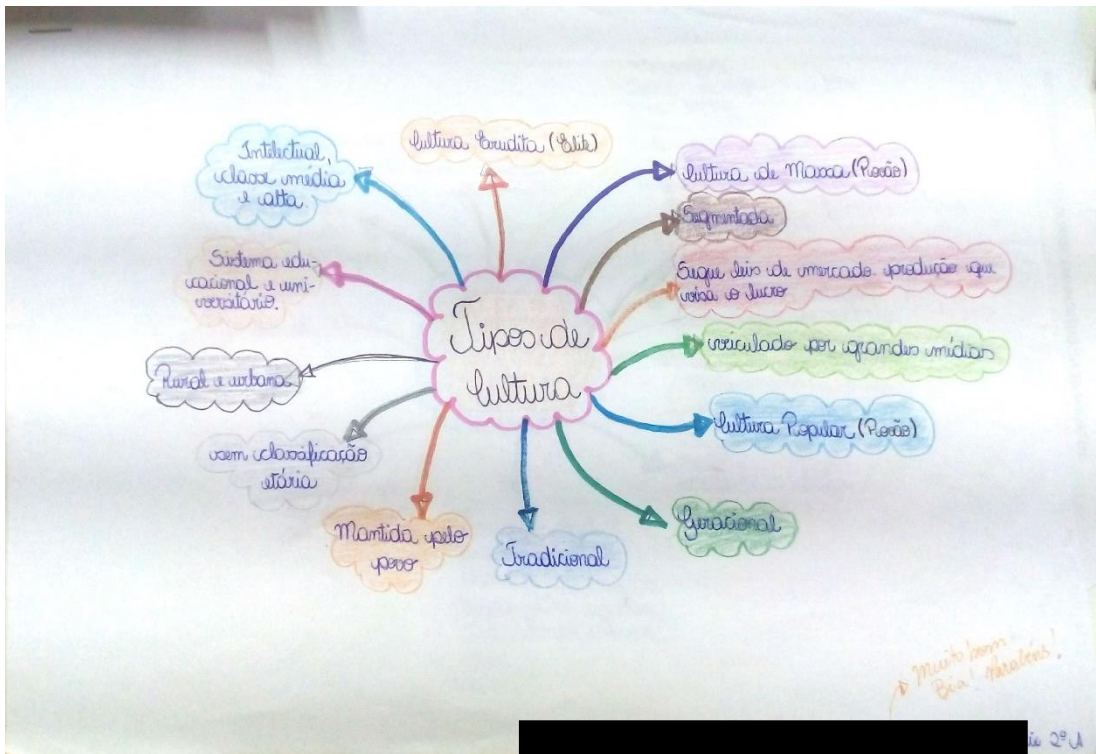 Tipos de
Cultura
Cultura Erudita (Elite)
Cultura de Massa (Povão)
Segmentada
Segue leis de mercado produção que
visa o lucro
veiculado por grandes mídias
Cultura Popular (Povão)
Geracional
Tradicional
Mantida pelo
povo
sem classificação
etária
Rural e urbana
Sistema edu-
cacional e uni-
versitário.
Intelectual,
classe média
e alta
Muito bom
Bia! Parabéns!
2º A